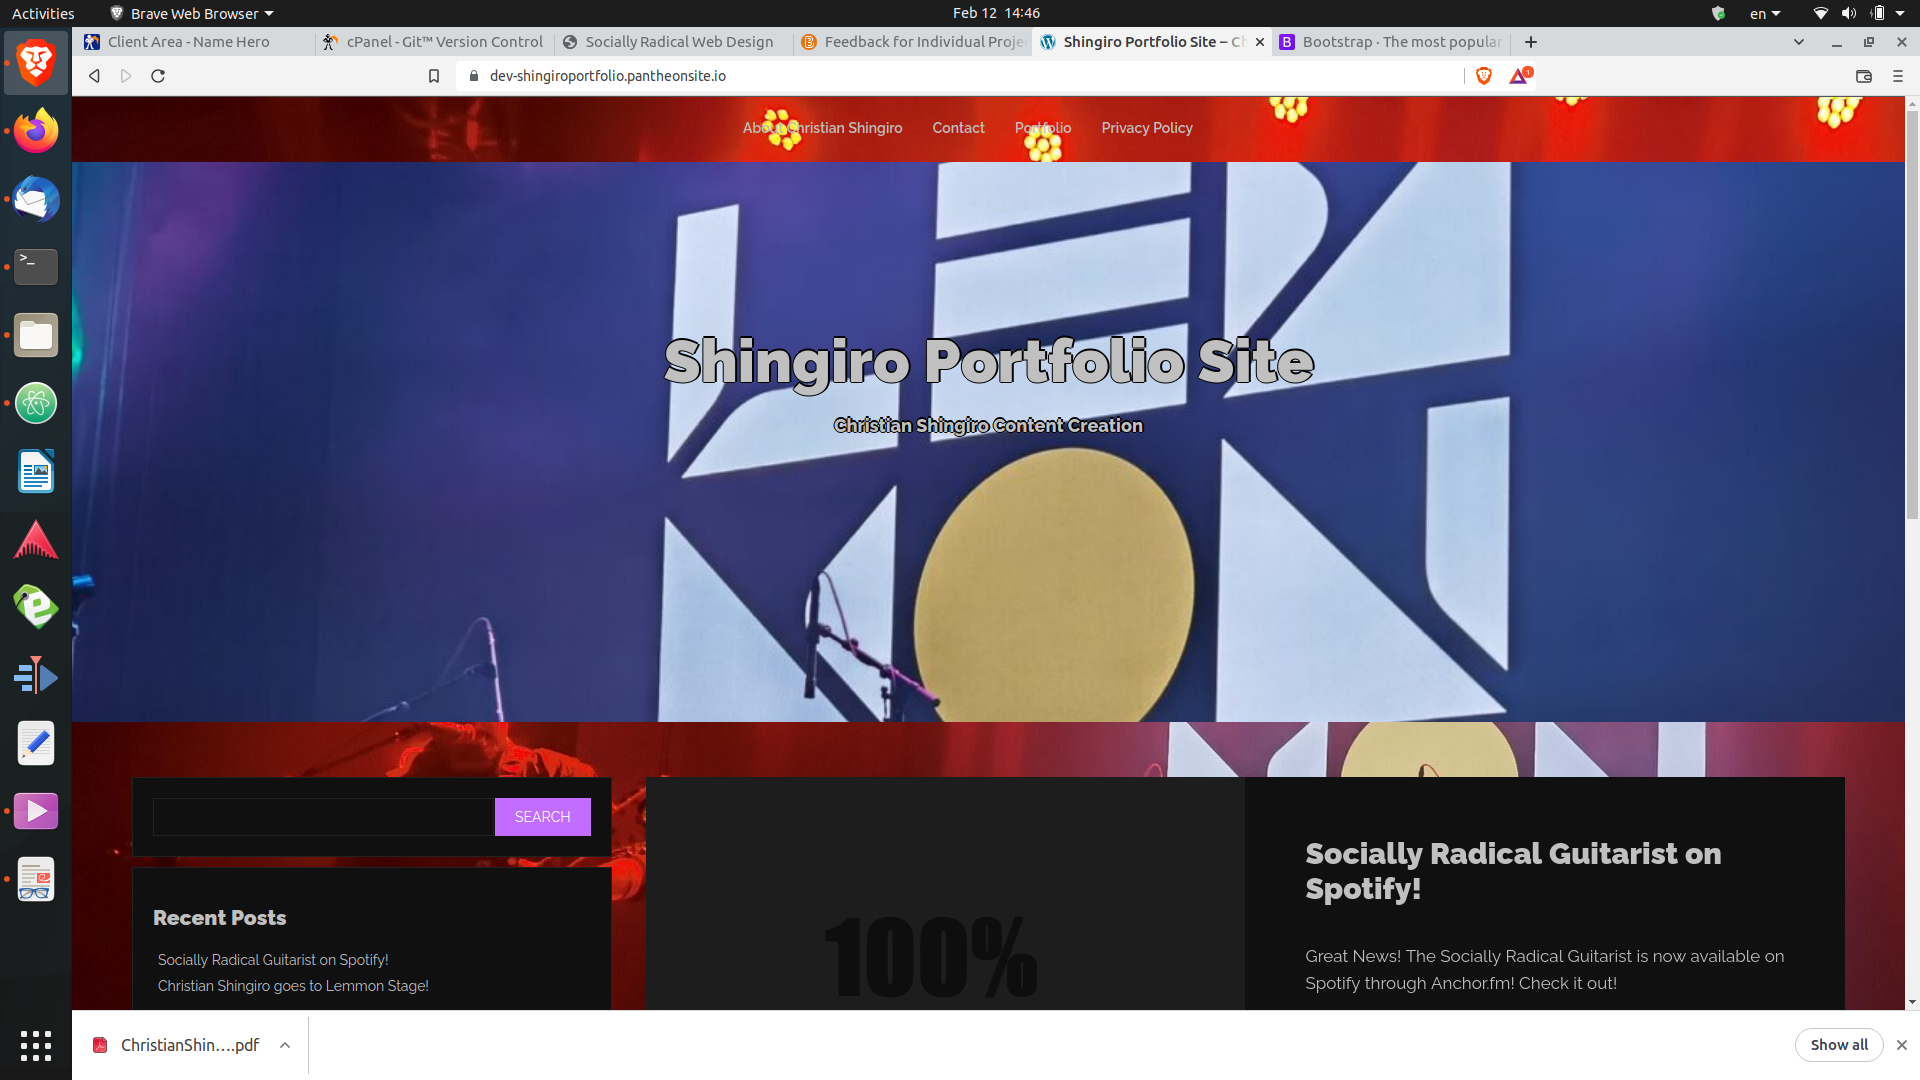 Activities
Brave Web Browser
Feb 12 14:46
en
Client Area - Name Hero
cPanel - Git™ Version Control
Socially Radical Web Design
Feedback for Individual Proje
Shingiro Portfolio Site – Ch
Bootstrap · The most popular
dev-shingiroportfolio.pantheonsite.io
1
About Christian Shingiro
Contact
Portfolio
Privacy Policy
LEM
NON
Shingiro Portfolio Site
Christian Shingiro Content Creation
SEARCH
Recent Posts
Socially Radical Guitarist on Spotify!
Christian Shingiro goes to Lemmon Stage!
100%
Socially Radical Guitarist on
Spotify!
Great News! The Socially Radical Guitarist is now available on
Spotify through Anchor.fm! Check it out!
ChristianShin....pdf
Show all